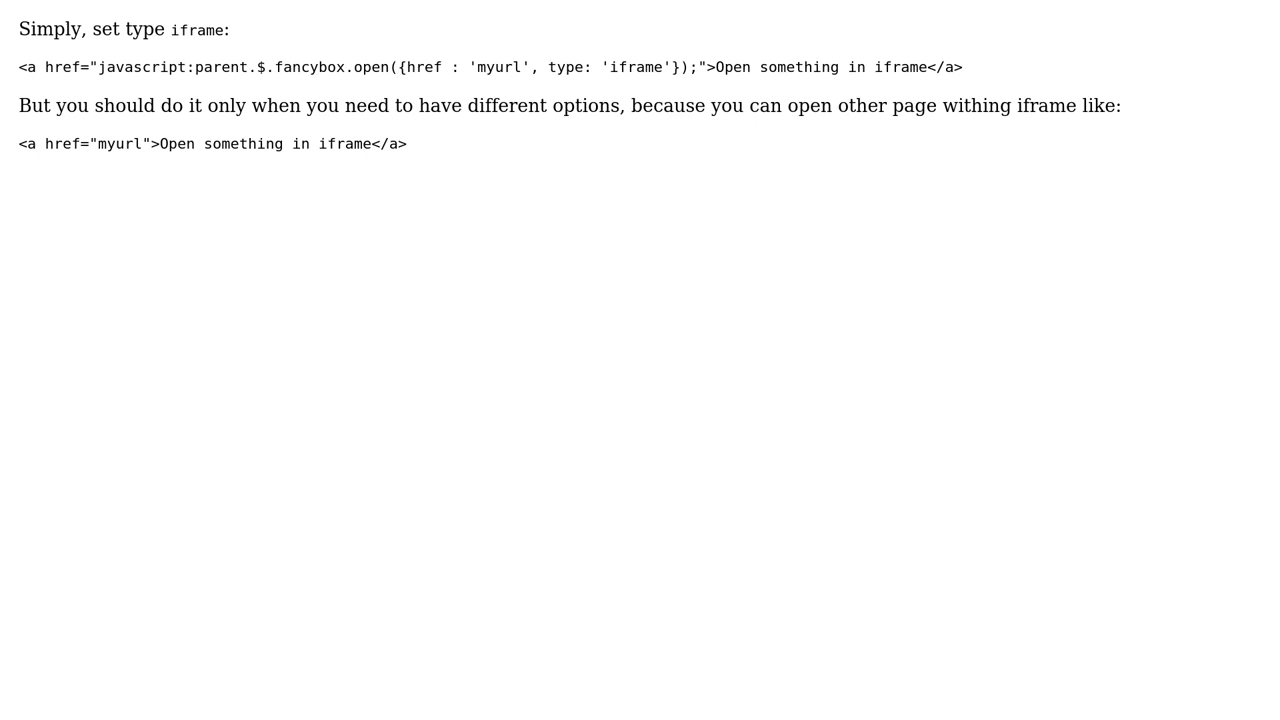 Simply, set type iframe:
<a href="javascript:parent.$.fancybox.open({href : 'myurl', type: 'iframe'});">Open something in iframe</a>
But you should do it only when you need to have different options, because you can open other page withing iframe like:
<a href="myurl">Open something in iframe</a>